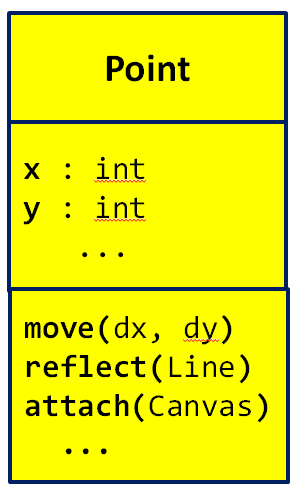 Point
x : int
y : int
...
move(dx, dy)
reflect(Line)
attach(Canvas)
...